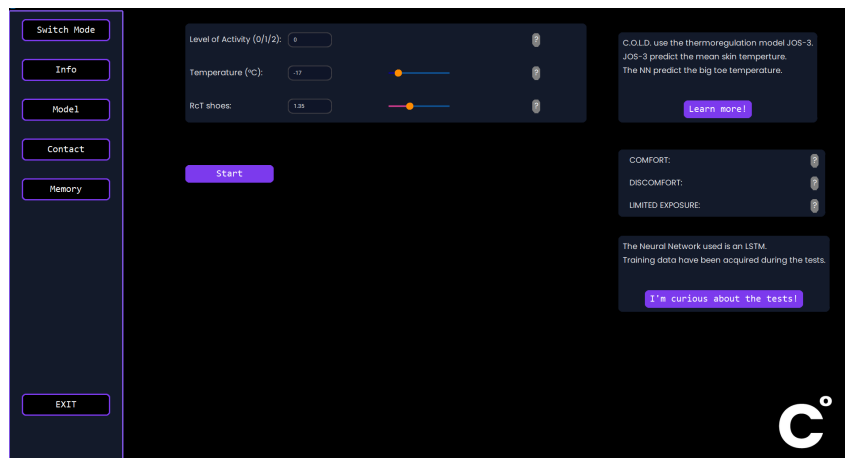 Switch Mode
Info
Model
Contact
Memory
EXIT
Level of Activity (0/1/2): 0 ?
Temperature (ºC): -17 ?
RcT shoes: 1.35 ?
Start
C.O.L.D. use the thermoregulation model JOS-3.
JOS-3 predict the mean skin temperture.
The NN predict the big toe temperature.
Learn more!
COMFORT: ?
DISCOMFORT: ?
LIMITED EXPOSURE: ?
The Neural Network used is an LSTM.
Training data have been acquired during the tests.
I'm curious about the tests!
C°